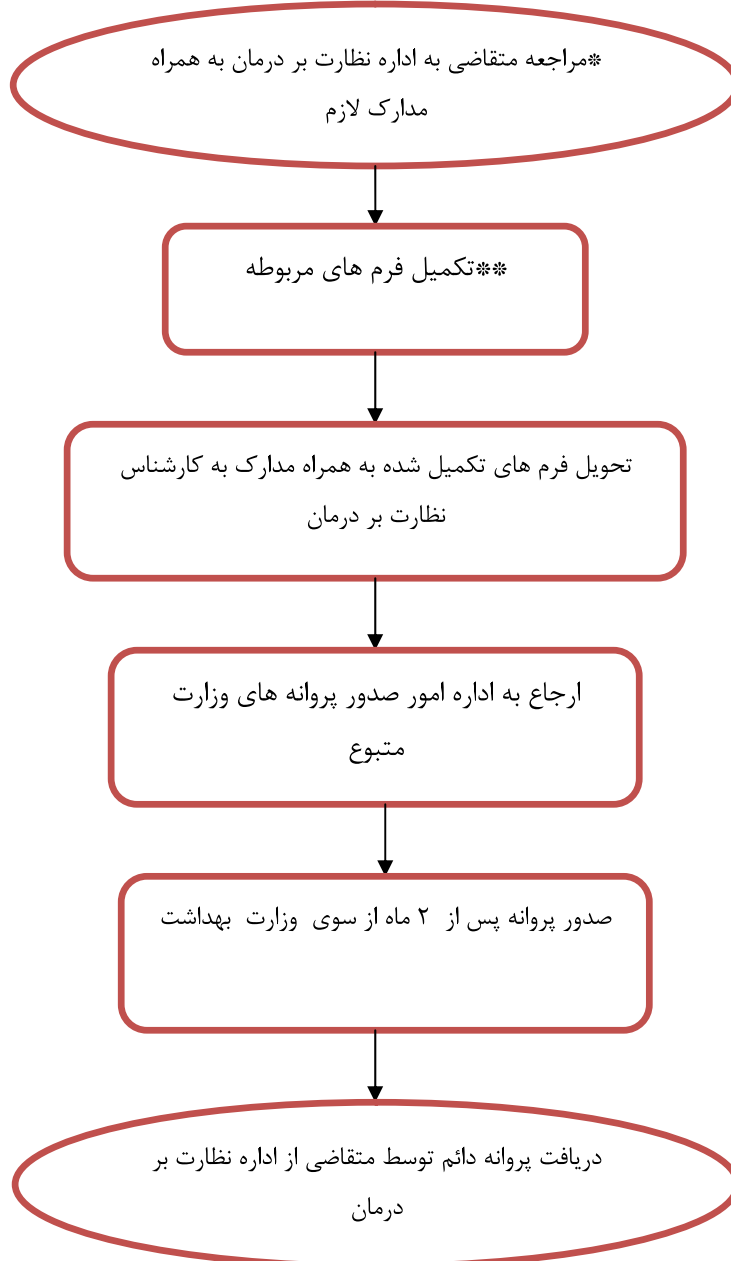 *مراجعه متقاضی به اداره نظارت بر درمان به همراه
مدارک لازم
**تکمیل فرم های مربوطه
تحویل فرم های تکمیل شده به همراه مدارک به کارشناس
نظارت بر درمان
ارجاع به اداره امور صدور پروانه های وزارت
متبوع
صدور پروانه پس از ۲ ماه از سوی وزارت بهداشت
دریافت پروانه دائم توسط متقاضی از اداره نظارت بر
درمان